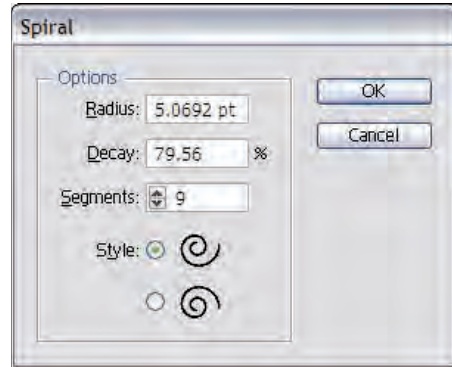 Spiral
Options
Radius: 5.0692 pt
Decay: 79.56 %
Segments: 9
Style:
OK
Cancel